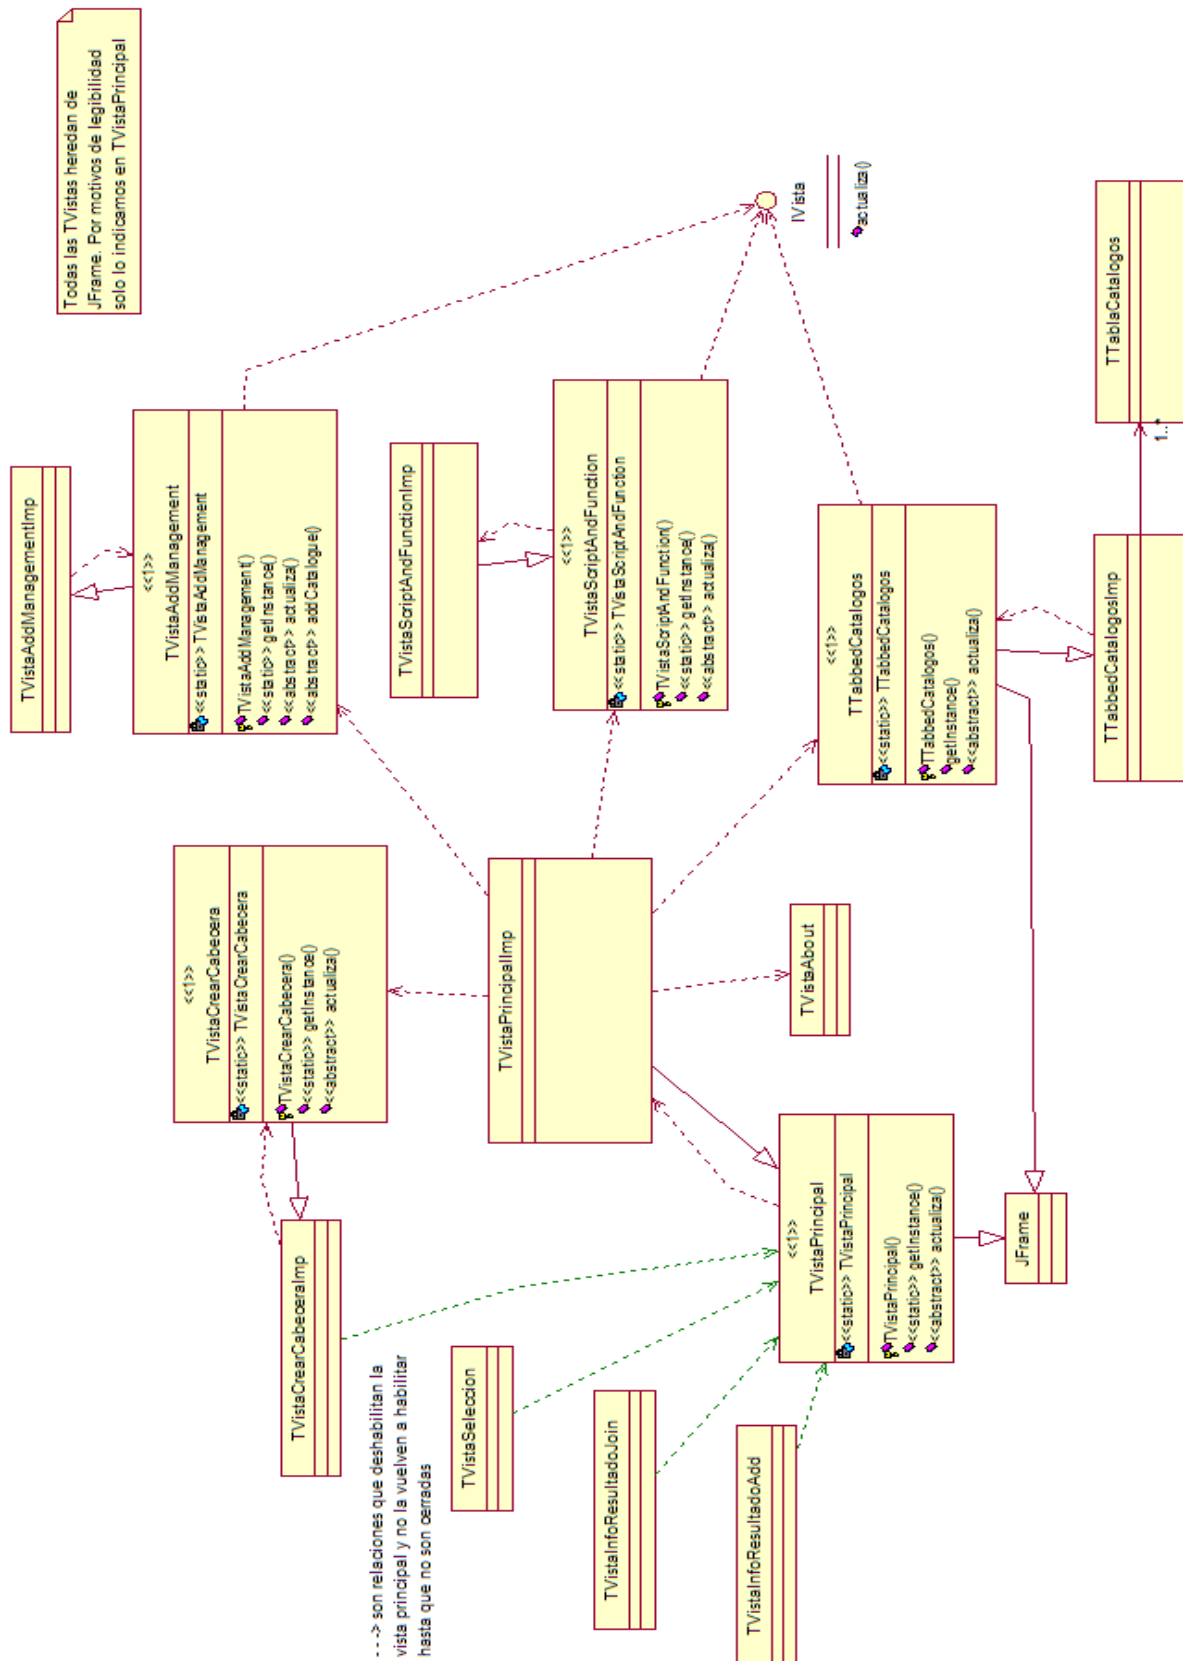 Todas las TVistas heredan de
JFrame. Por motivos de legibilidad
solo lo indicamos en TVistaPrincipal
TVistaAddManagementImp
<<1>>
TVistaAddManagement
<<static>> TVistaAddManagement
TVistaAddManagement()
<<static>> getInstance()
<<abstract>> actualiza()
<<abstract>> addCatalogue()
TVistaScriptAndFunctionImp
<<1>>
TVistaScriptAndFunction
<<static>> TVistaScriptAndFunction
TVistaScriptAndFunction()
<<static>> getInstance()
<<abstract>> actualiza()
IVista
actualiza()
<<1>>
TTabbedCatalogos
<<static>> TTabbedCatalogos
TTabbedCatalogos()
getInstance()
<<abstract>> actualiza()
TTabbedCatalogosImp
1..*
TTablaCatalogos
<<1>>
TVistaCrearCabecera
<<static>> TVistaCrearCabecera
TVistaCrearCabecera()
<<static>> getInstance()
<<abstract>> actualiza()
TVistaPrincipalImp
TVistaAbout
TVistaCrearCabeceraImp
<<1>>
TVistaPrincipal
<<static>> TVistaPrincipal
TVistaPrincipal()
<<static>> getInstance()
<<abstract>> actualiza()
JFrame
---> son relaciones que deshabilitan la
vista principal y no la vuelven a habilitar
hasta que no son cerradas
TVistaSeleccion
TVistaInfoResultadoJoin
TVistaInfoResultadoAdd